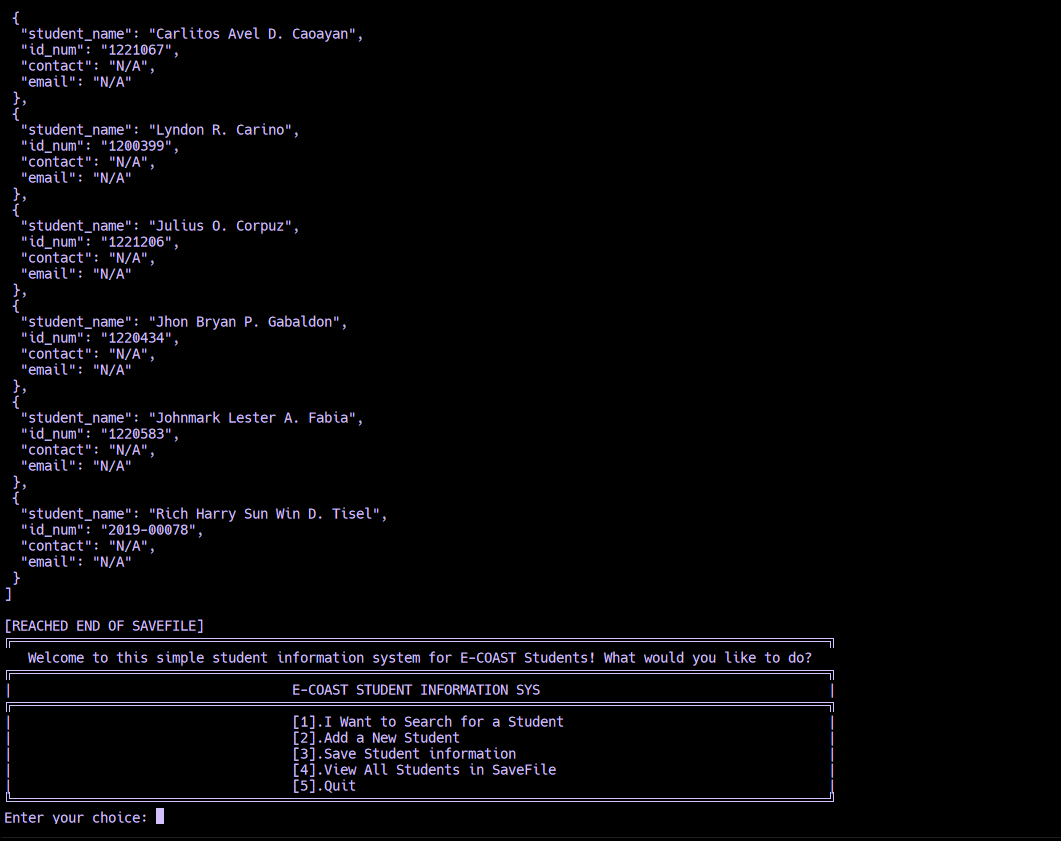 {
"student_name": "Carlitos Avel D. Caoayan",
"id_num": "1221067",
"contact": "N/A",
"email": "N/A"
},
{
"student_name": "Lyndon R. Carino",
"id_num": "1200399",
"contact": "N/A",
"email": "N/A"
},
{
"student_name": "Julius O. Corpuz",
"id_num": "1221206",
"contact": "N/A",
"email": "N/A"
},
{
"student_name": "Jhon Bryan P. Gabaldon",
"id_num": "1220434",
"contact": "N/A",
"email": "N/A"
},
{
"student_name": "Johnmark Lester A. Fabia",
"id_num": "1220583",
"contact": "N/A",
"email": "N/A"
},
{
"student_name": "Rich Harry Sun Win D. Tisel",
"id_num": "2019-00078",
"contact": "N/A",
"email": "N/A"
}
]
[REACHED END OF SAVEFILE]
Welcome to this simple student information system for E-COAST Students! What would you like to do?
E-COAST STUDENT INFORMATION SYS
[1].I Want to Search for a Student
[2].Add a New Student
[3].Save Student information
[4].View All Students in SaveFile
[5].Quit
Enter your choice: